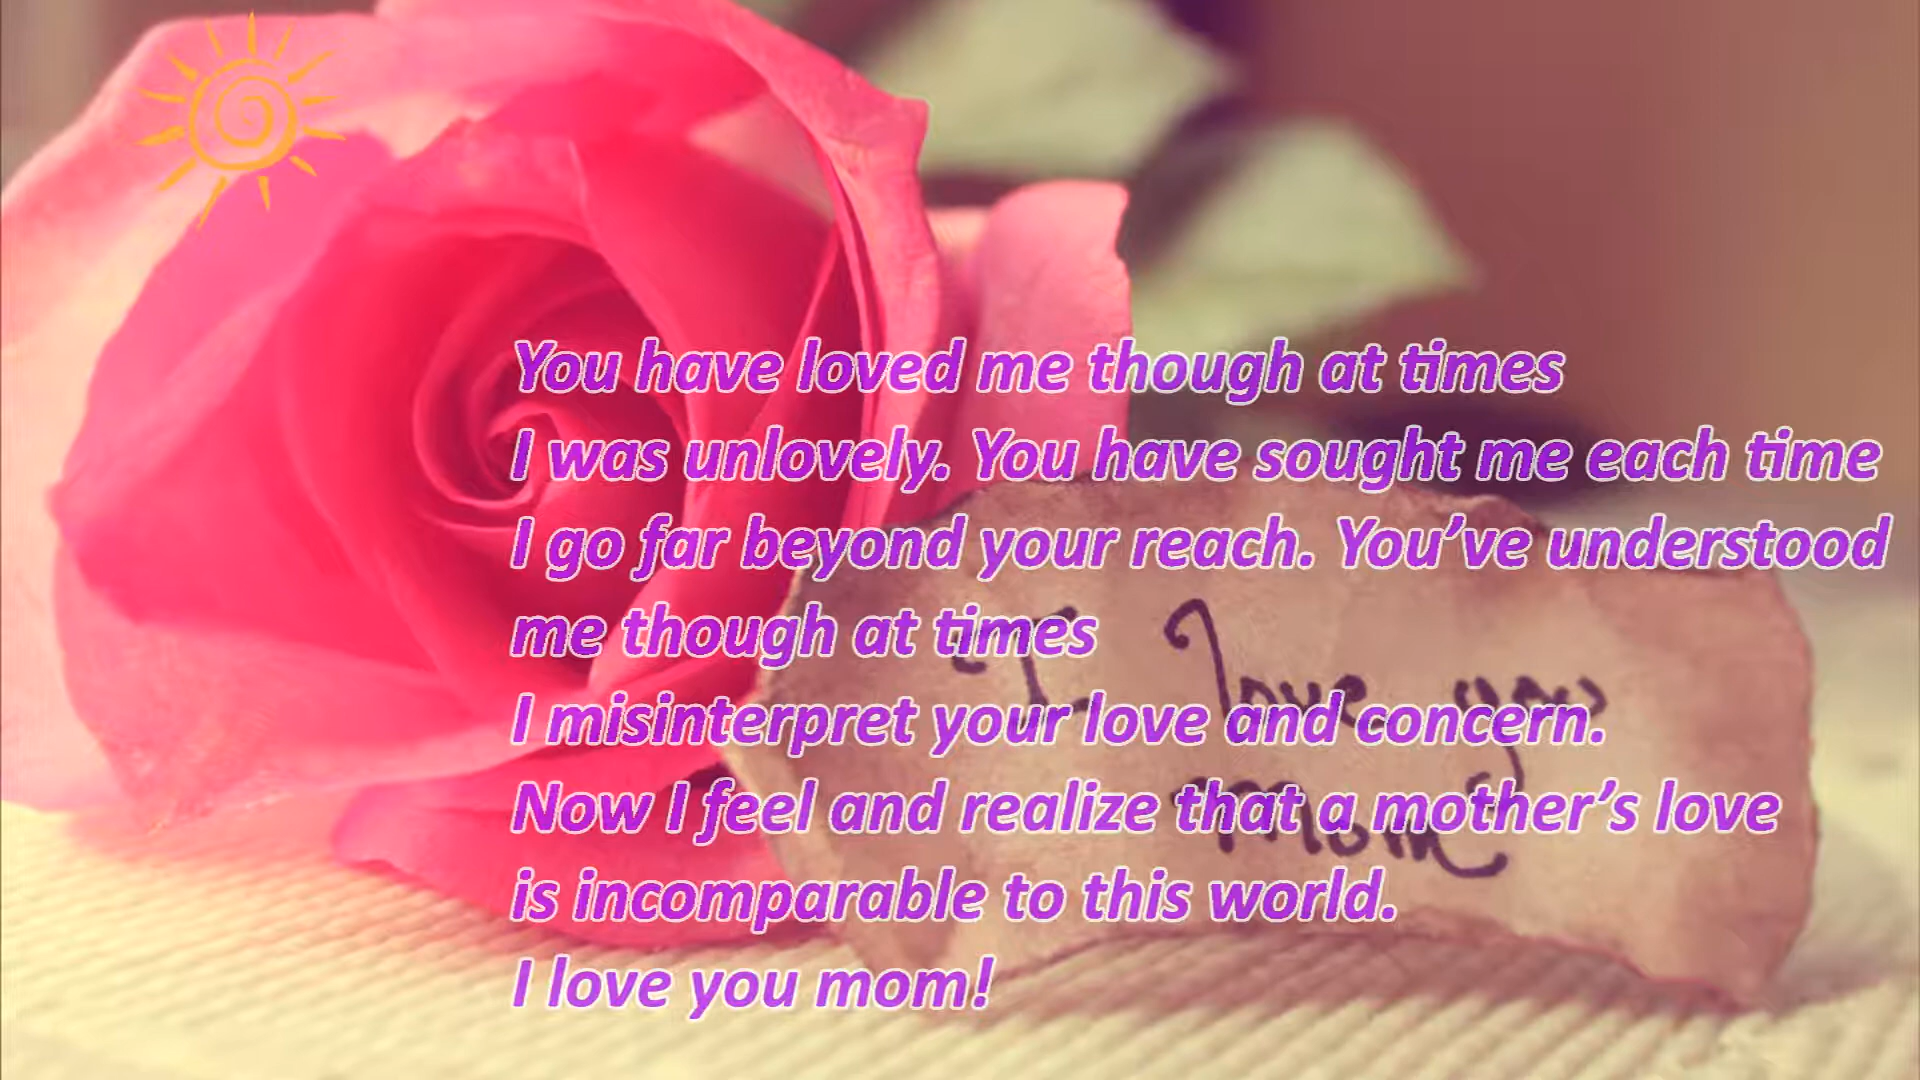 You have loved me though at times
I was unlovely. You have sought me each time
I go far beyond your reach. You’ve understood
me though at times
I misinterpret your love and concern.
Now I feel and realize that a mother’s love
is incomparable to this world.
I love you mom!
I love you
Mom